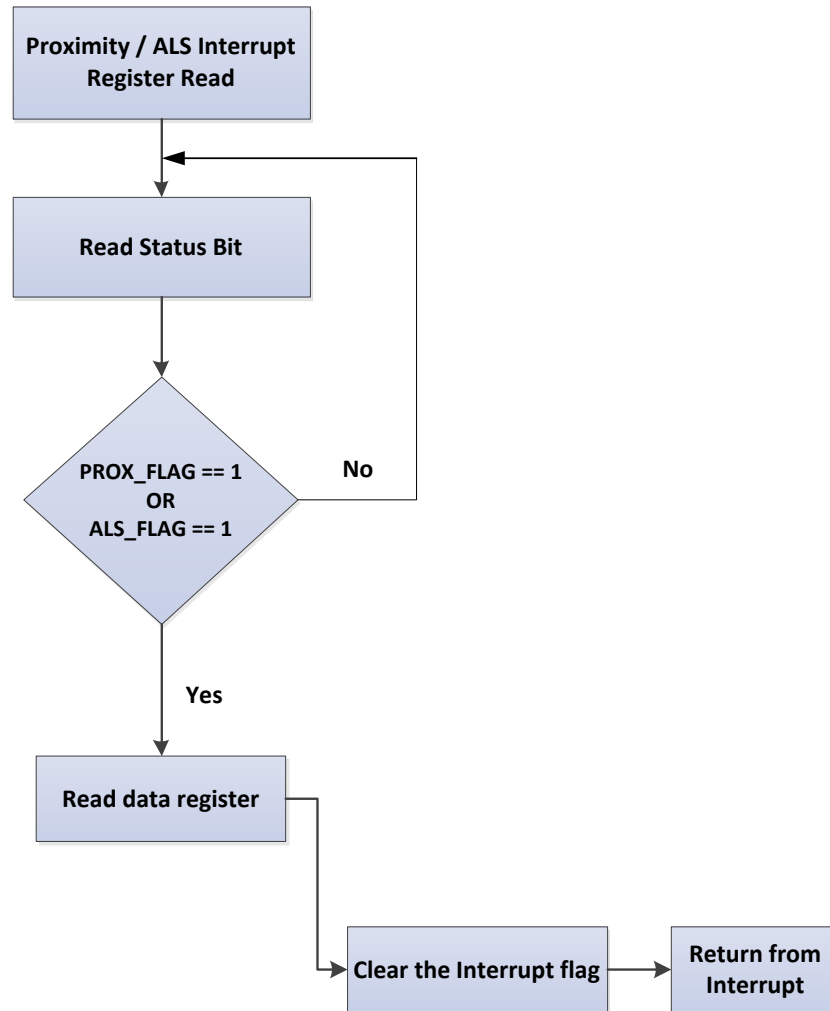 Proximity / ALS Interrupt
Register Read
Read Status Bit
PROX_FLAG == 1
OR
ALS_FLAG == 1
No
Yes
Read data register
Clear the Interrupt flag
Return from
Interrupt